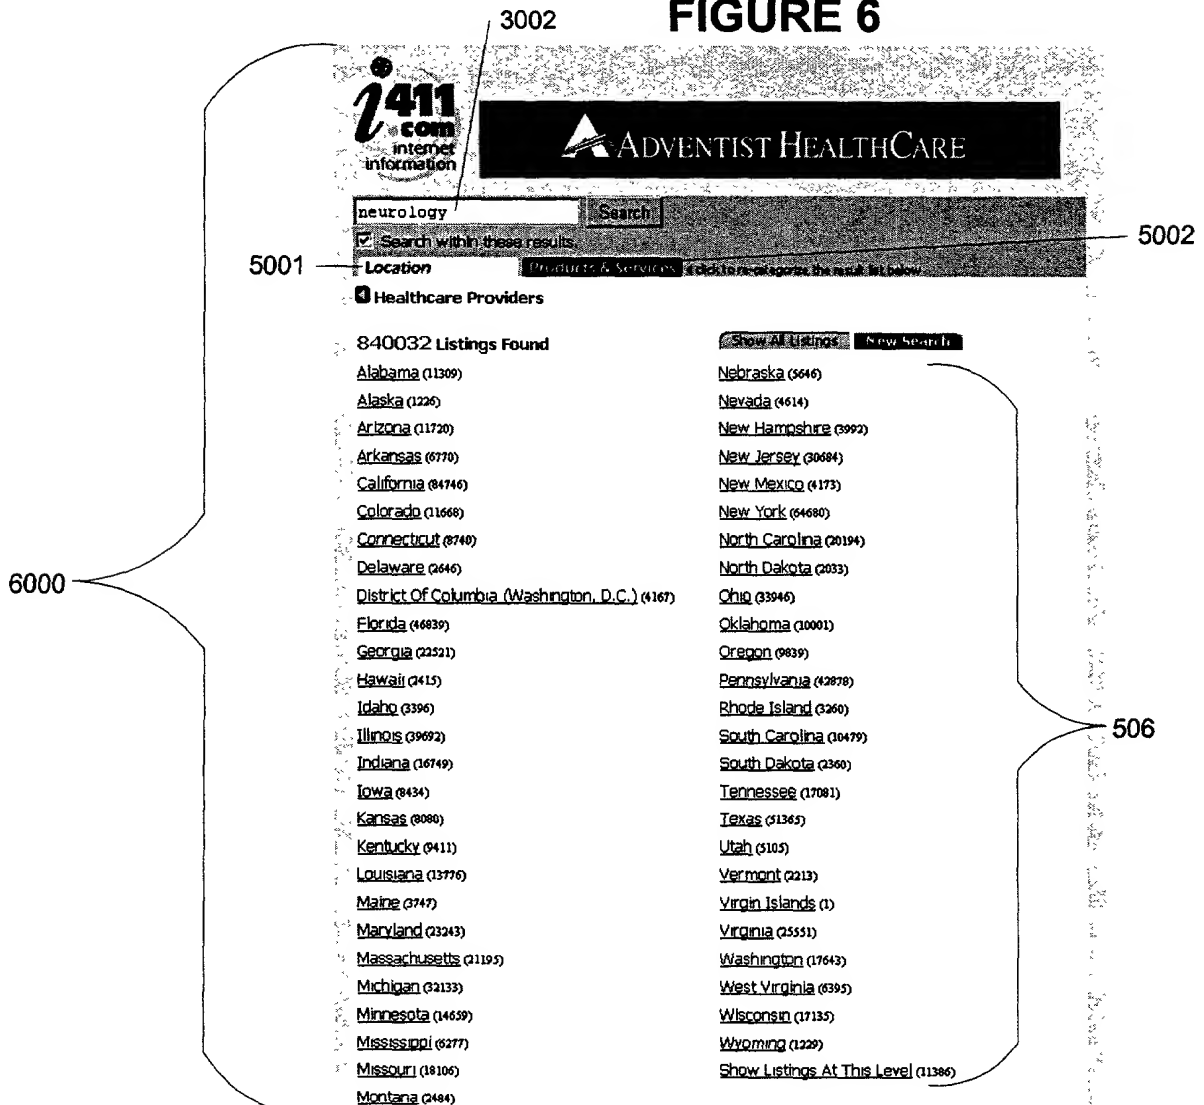 FIGURE 6
3002
i411
.com
internet
information
ADVENTIST HEALTHCARE
neurology Search
Search within these results.
5002
5001
Location Products & Services click to re-categorize the result list below
Healthcare Providers
840032 Listings Found
Show All Listings New Search
Alabama (11309)
Alaska (1226)
Arizona (11720)
Arkansas (6770)
California (84746)
Colorado (11668)
Connecticut (8740)
Delaware (2646)
District Of Columbia (Washington, D.C.) (4167)
Florida (46839)
Georgia (22521)
Hawaii (2415)
Idaho (3396)
Illinois (39692)
Indiana (16749)
Iowa (8434)
Kansas (8080)
Kentucky (9411)
Louisiana (13776)
Maine (3747)
Maryland (23243)
Massachusetts (21195)
Michigan (32133)
Minnesota (14659)
Mississippi (6277)
Missouri (18106)
Montana (2484)
Nebraska (5646)
Nevada (4614)
New Hampshire (3992)
New Jersey (30684)
New Mexico (4173)
New York (64680)
North Carolina (20194)
North Dakota (2033)
Ohio (33946)
Oklahoma (10001)
Oregon (9839)
Pennsylvania (42878)
Rhode Island (3260)
South Carolina (10479)
South Dakota (2360)
Tennessee (17081)
Texas (51365)
Utah (5105)
Vermont (2213)
Virgin Islands (1)
Virginia (25551)
Washington (17643)
West Virginia (6395)
Wisconsin (17135)
Wyoming (1229)
Show Listings At This Level (11386)
6000
506